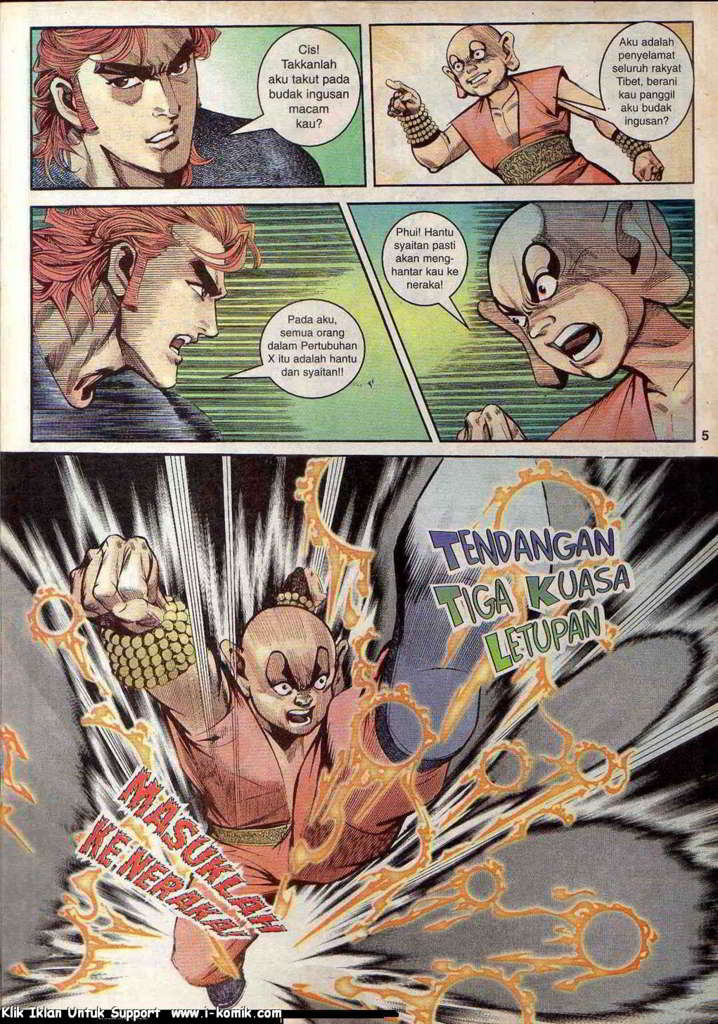 Cis!
Takkanlah
aku takut pada
budak ingusan
macam
kau?
Aku adalah
penyelamat
seluruh rakyat
Tibet, berani
kau panggil
aku budak
ingusan?
Pada aku,
semua orang
dalam Pertubuhan
X itu adalah hantu
dan syaitan!!
Phui! Hantu
syaitan pasti
akan meng-
hantar kau ke
neraka!
5
TENDANGAN
TIGA KUASA
LETUPAN
MASUKLAH
KE NERAKA!
Klik Iklan Untuk Support www.i-komik.com